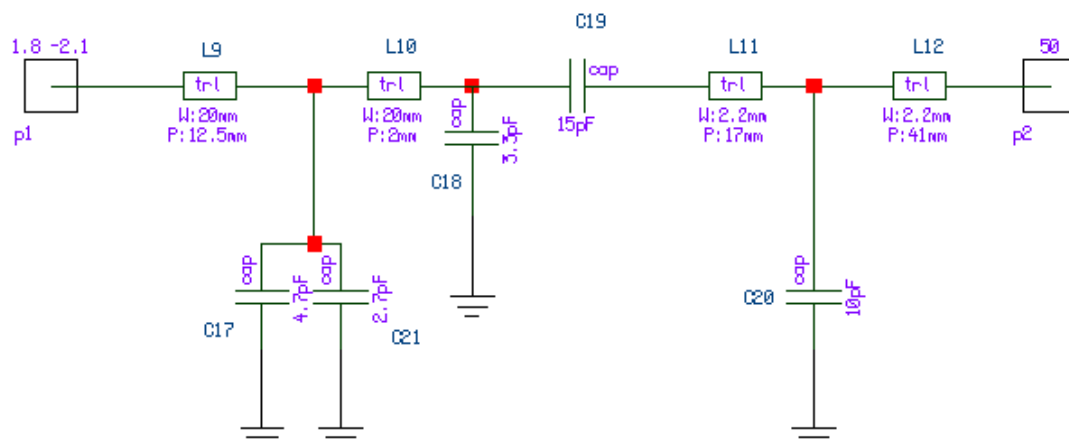 C19
1.8 -2.1
L9
L10
L11
L12
50
trl
trl
cap
trl
trl
p1
W:20mm
P:12.5mm
W:20mm
P:2mm
cap
3.3pF
15pF
W:2.2mm
P:17mm
W:2.2mm
P:41mm
p2
C18
cap
4.7pF
cap
2.7pF
cap
10pF
C17
C21
C20